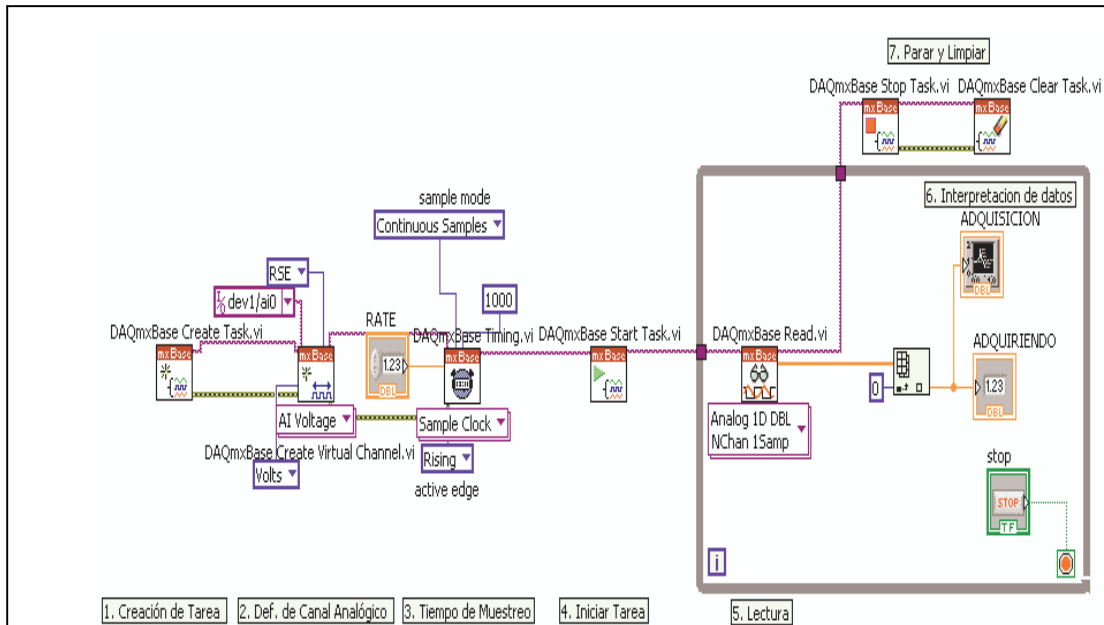 7. Parar y Limpiar
DAQmxBase Stop Task.vi DAQmxBase Clear Task.vi
mx Base
mx Base
6. Interpretacion de datos
ADQUISICION
DBL
sample mode
Continuous Samples
RSE
dev1/ai0
1000
RATE
1.23
DBL
DAQmxBase Create Task.vi
mx Base
mx Base
DAQmxBase Timing.vi
mx Base
DAQmxBase Start Task.vi
mx Base
DAQmxBase Read.vi
mx Base
ADQUIRIENDO
1.23
DBL
0
AI Voltage
Sample Clock
Analog 1D DBL
NChan 1Samp
DAQmxBase Create Virtual Channel.vi
Volts
Rising
active edge
stop
STOP
TF
i
1. Creación de Tarea
2. Def. de Canal Analógico
3. Tiempo de Muestreo
4. Iniciar Tarea
5. Lectura